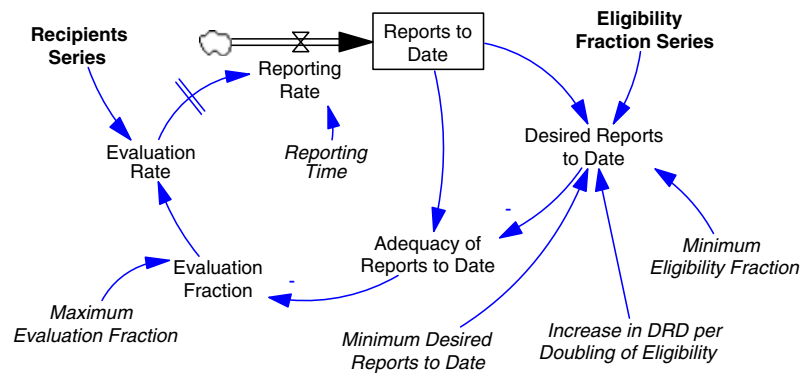 Recipients
Series
Reports to
Date
Eligibility
Fraction Series
Reporting
Rate
Evaluation
Rate
Reporting
Time
Desired Reports
to Date
-
Adequacy of
Reports to Date
Minimum
Eligibility Fraction
Evaluation
Fraction
-
Maximum
Evaluation Fraction
Minimum Desired
Reports to Date
Increase in DRD per
Doubling of Eligibility